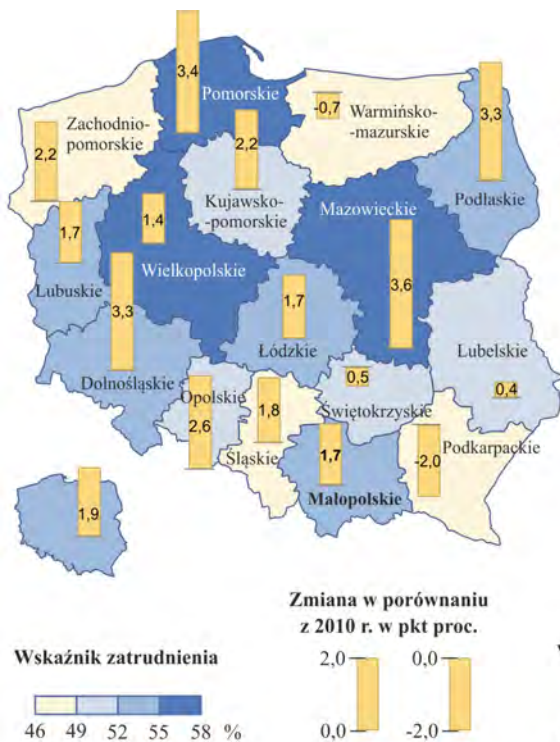 3,4
Pomorskie
-0,7
Warmińsko-
-mazurskie
3,3
Zachodnio-
pomorskie
2,2
2,2
Podlaskie
Kujawsko-
-pomorskie
1,4
Mazowieckie
1,7
Wielkopolskie
Lubuskie
3,3
1,7
3,6
Łódzkie
Lubelskie
Dolnośląskie
0,5
0,4
Opolskie
1,8
Świętokrzyskie
2,6
Śląskie
1,7
-2,0
Podkarpackie
Małopolskie
1,9
Zmiana w porównaniu
z 2010 r. w pkt proc.
Wskaźnik zatrudnienia
2,0 0,0
0,0 -2,0
46 49 52 55 58 %